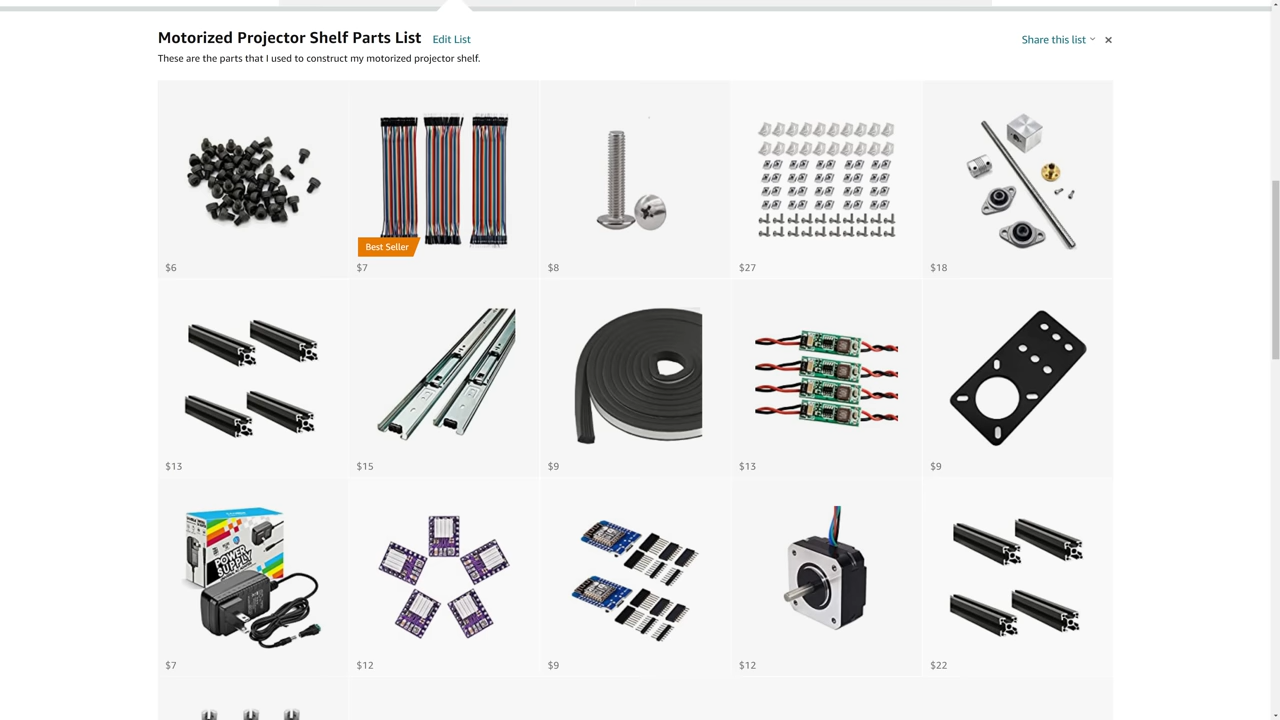 Motorized Projector Shelf Parts List Edit List
Share this list
These are the parts that I used to construct my motorized projector shelf.
Best Seller
$6
$7
$8
$27
$18
$13
$15
$9
$13
$9
POWER
SUPPLY
$7
$12
$9
$12
$22